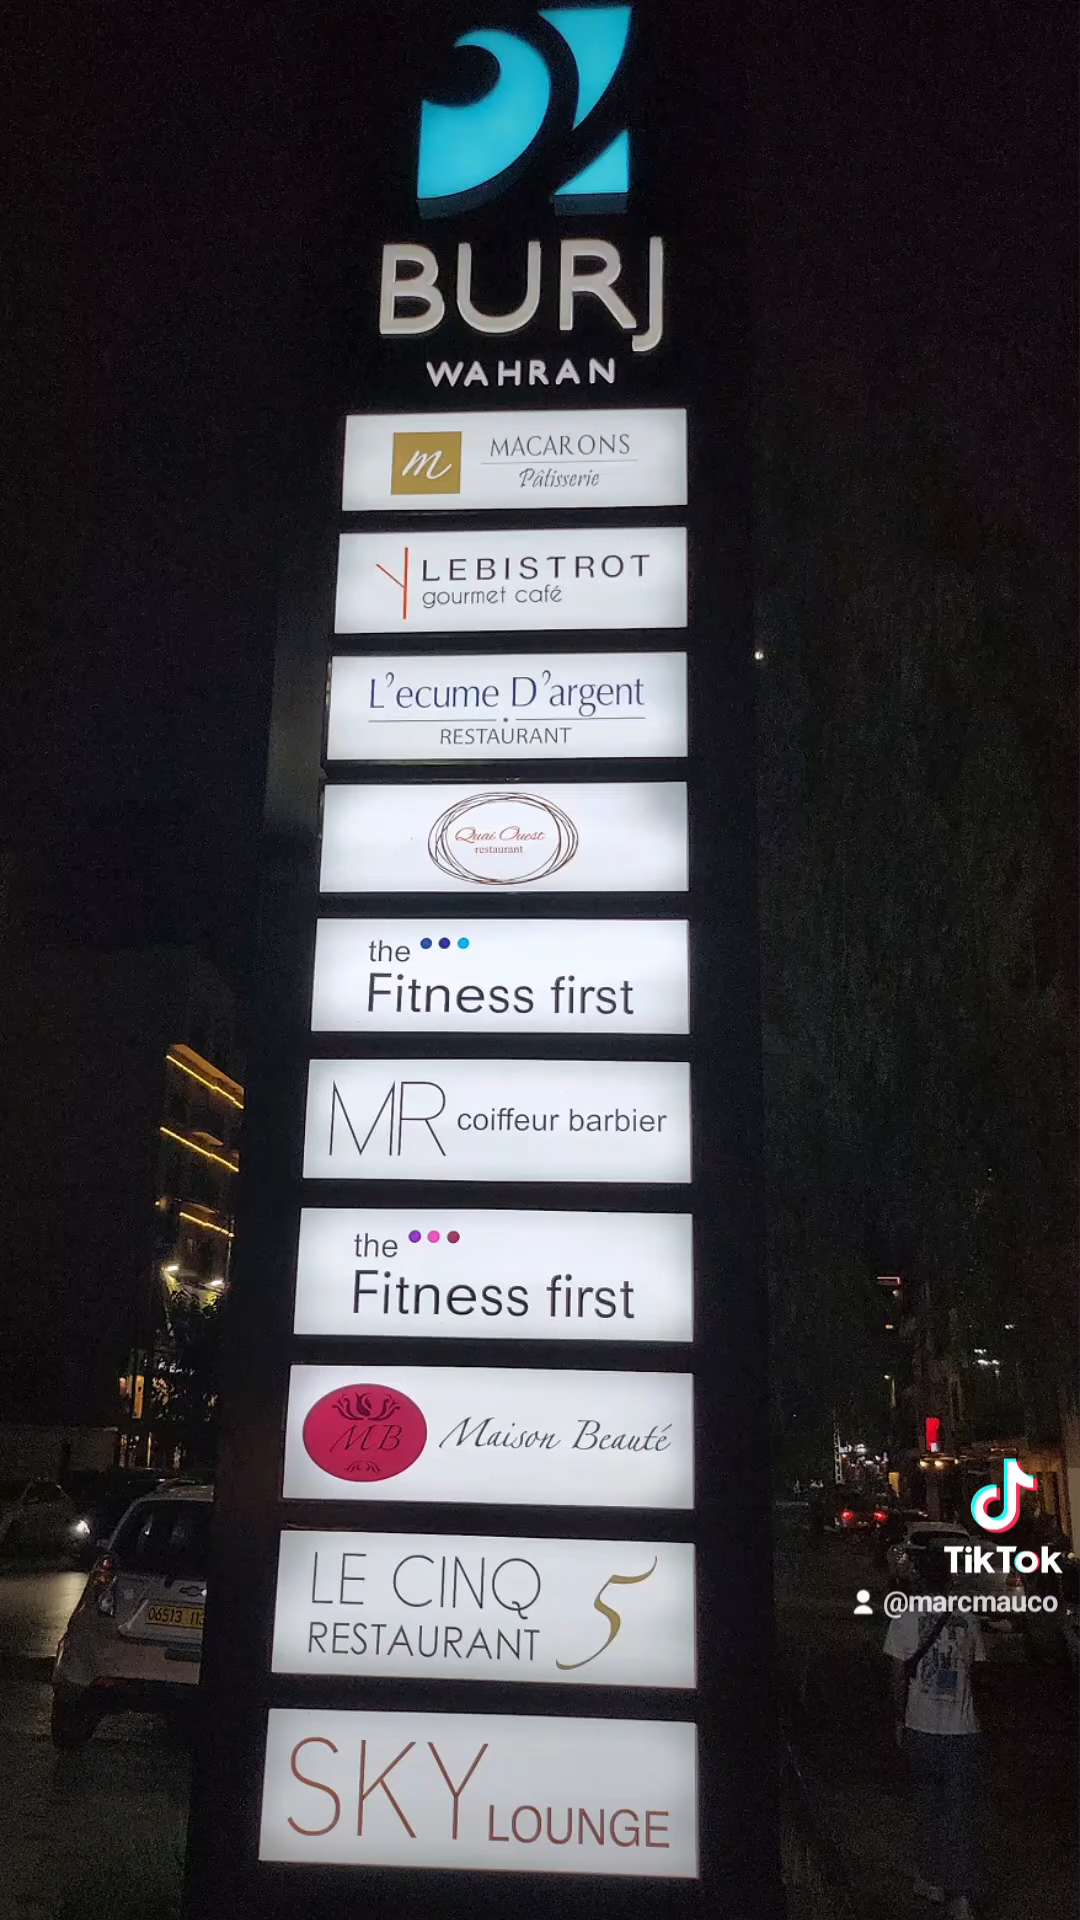 BURJ
WAHRAN
m
MACARONS
Pâtisserie
LEBISTROT
gourmet café
L'ecume D'argent
RESTAURANT
Quai Ouest
restaurant
the
Fitness first
MR coiffeur barbier
the
Fitness first
MB Maison Beauté
LE CINQ
RESTAURANT
5
SKY LOUNGE
TikTok
@marcmauco